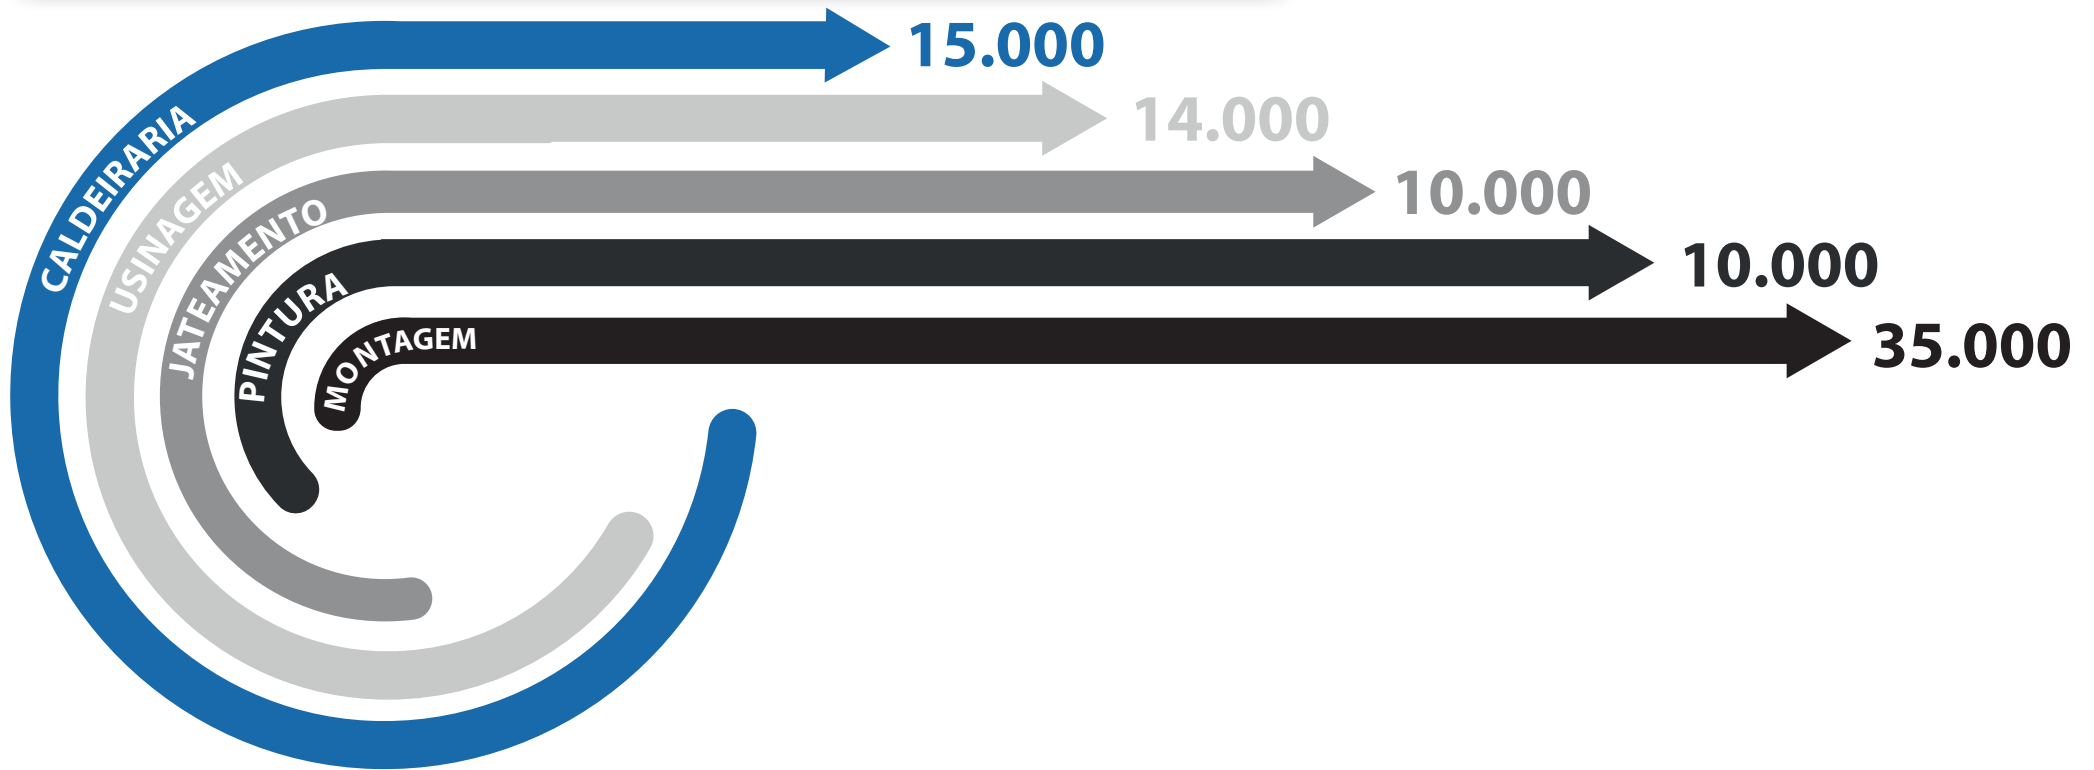 CALDEIRARIA
15.000
USINAGEM
14.000
JATEAMENTO
10.000
PINTURA
10.000
MONTAGEM
35.000